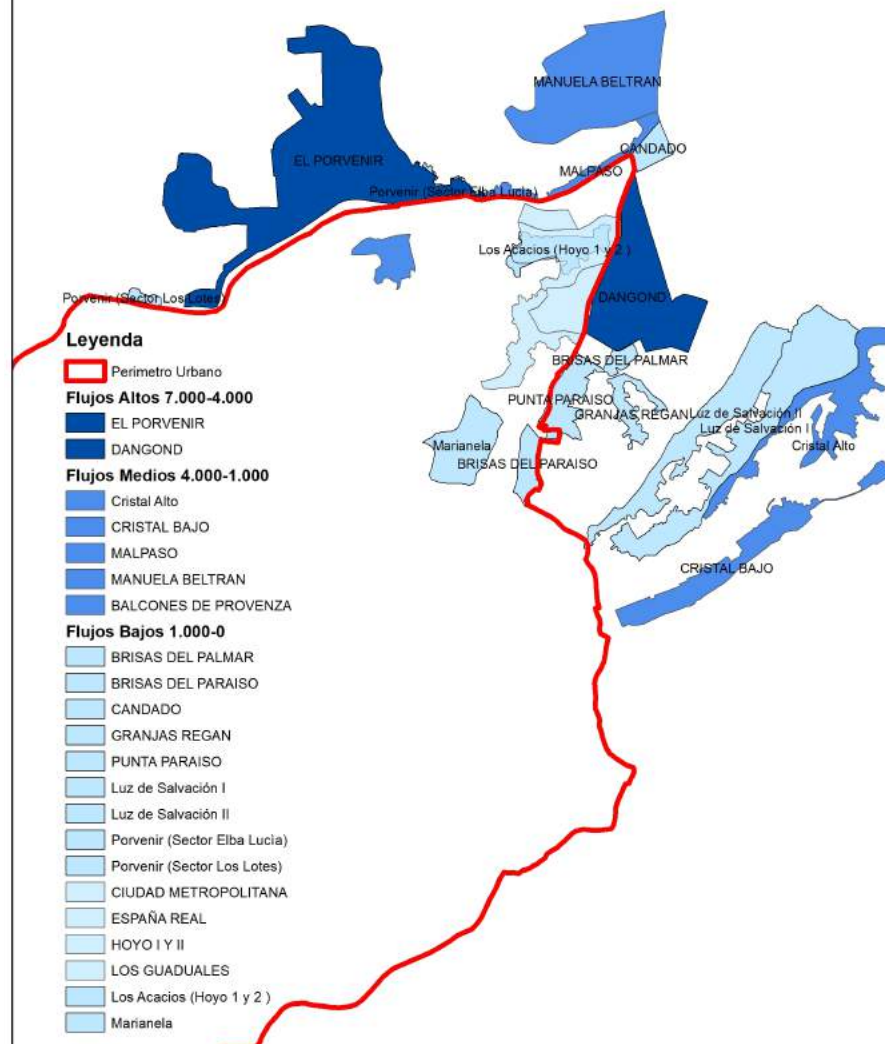 MANUELA BELTRAN
CANDADO
EL PORVENIR
MALPASO
Porvenir (Sector Elba Lucìa)
Los Acacios (Hoyo 1 y 2 )
Porvenir (Sector Los Lotes)
DANGOND
BRISAS DEL PALMAR
PUNTA PARAISO
GRANJAS REGAN
Luz de Salvación II
Luz de Salvación I
Marianela
Cristal Alto
BRISAS DEL PARAISO
CRISTAL BAJO
Leyenda
Perimetro Urbano
Flujos Altos 7.000-4.000
EL PORVENIR
DANGOND
Flujos Medios 4.000-1.000
Cristal Alto
CRISTAL BAJO
MALPASO
MANUELA BELTRAN
BALCONES DE PROVENZA
Flujos Bajos 1.000-0
BRISAS DEL PALMAR
BRISAS DEL PARAISO
CANDADO
GRANJAS REGAN
PUNTA PARAISO
Luz de Salvación I
Luz de Salvación II
Porvenir (Sector Elba Lucìa)
Porvenir (Sector Los Lotes)
CIUDAD METROPOLITANA
ESPAÑA REAL
HOYO I Y II
LOS GUADUALES
Los Acacios (Hoyo 1 y 2 )
Marianela